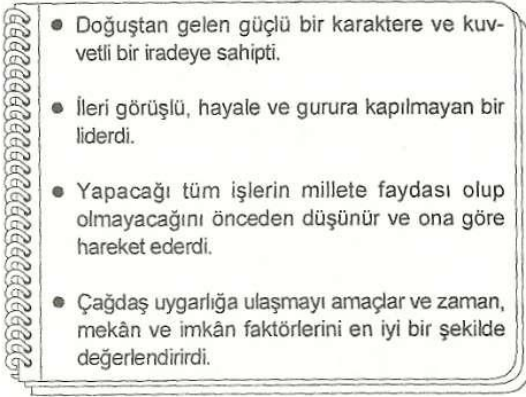 • Doğuştan gelen güçlü bir karaktere ve kuv-
vetli bir iradeye sahipti.
• İleri görüşlü, hayale ve gurura kapılmayan bir
liderdi.
• Yapacağı tüm işlerin millete faydası olup
olmayacağını önceden düşünür ve ona göre
hareket ederdi.
• Çağdaş uygarlığa ulaşmayı amaçlar ve zaman,
mekân ve imkân faktörlerini en iyi bir şekilde
değerlendirirdi.